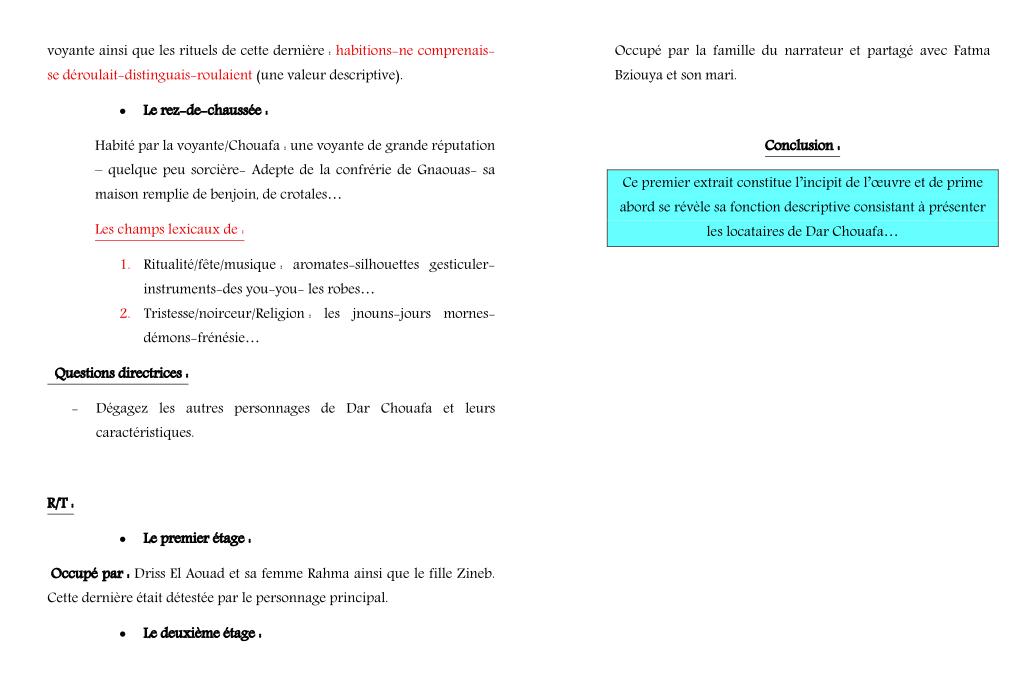 voyante ainsi que les rituels de cette dernière : habitions-ne comprenais-
se déroulait-distinguais-roulaient (une valeur descriptive).
• Le rez-de-chaussée :
Habité par la voyante/Chouafa : une voyante de grande réputation
– quelque peu sorcière- Adepte de la confrérie de Gnaouas- sa
maison remplie de benjoin, de crotales…
Les champs lexicaux de :
1. Ritualité/fête/musique : aromates-silhouettes gesticuler-
instruments-des you-you- les robes…
2. Tristesse/noirceur/Religion : les jnouns-jours mornes-
démons-frénésie…
Questions directrices :
- Dégagez les autres personnages de Dar Chouafa et leurs
caractéristiques.
R/T :
• Le premier étage :
Occupé par : Driss El Aouad et sa femme Rahma ainsi que le fille Zineb.
Cette dernière était détestée par le personnage principal.
• Le deuxième étage :
Occupé par la famille du narrateur et partagé avec Fatma
Bziouya et son mari.
Conclusion :
Ce premier extrait constitue l'incipit de l'œuvre et de prime
abord se révèle sa fonction descriptive consistant à présenter
les locataires de Dar Chouafa…